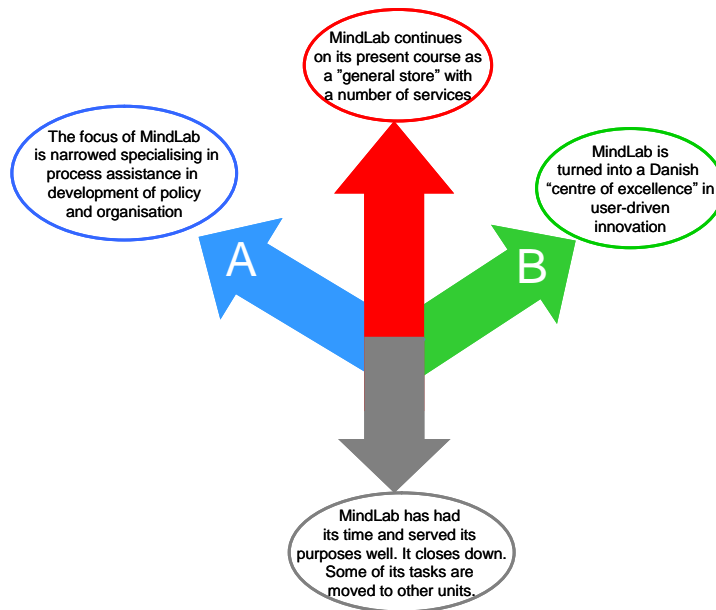 MindLab continues
on its present course as
a ”general store” with
a number of services
The focus of MindLab
is narrowed specialising in
process assistance in
development of policy
and organisation
MindLab is
turned into a Danish
“centre of excellence” in
user-driven
innovation
A
B
MindLab has had
its time and served its
purposes well. It closes down.
Some of its tasks are
moved to other units.